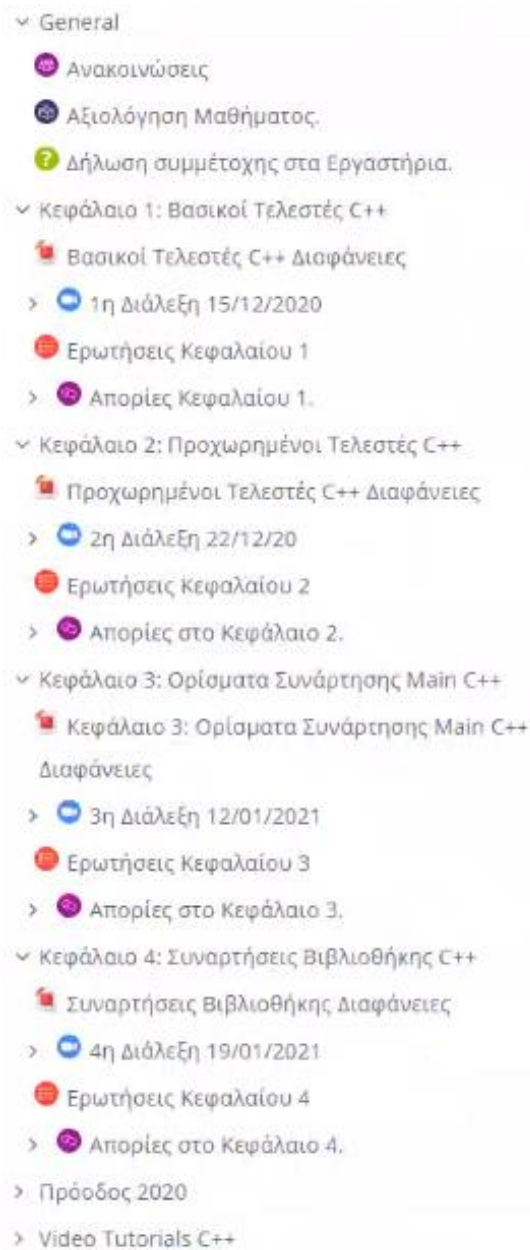 General
Ανακοινώσεις
Αξιολόγηση Μαθήματος.
Δήλωση συμμέτοχης στα Εργαστήρια.
Κεφάλαιο 1: Βασικοί Τελεστές C++
Βασικοί Τελεστές C++ Διαφάνειες
1η Διάλεξη 15/12/2020
Ερωτήσεις Κεφαλαίου 1
Απορίες Κεφαλαίου 1.
Κεφάλαιο 2: Προχωρημένοι Τελεστές C++
Προχωρημένοι Τελεστές C++ Διαφάνειες
2η Διάλεξη 22/12/20
Ερωτήσεις Κεφαλαίου 2
Απορίες στο Κεφάλαιο 2.
Κεφάλαιο 3: Ορίσματα Συνάρτησης Main C++
Κεφάλαιο 3: Ορίσματα Συνάρτησης Main C++
Διαφάνειες
3η Διάλεξη 12/01/2021
Ερωτήσεις Κεφαλαίου 3
Απορίες στο Κεφάλαιο 3.
Κεφάλαιο 4: Συναρτήσεις Βιβλιοθήκης C++
Συναρτήσεις Βιβλιοθήκης Διαφάνειες
4η Διάλεξη 19/01/2021
Ερωτήσεις Κεφαλαίου 4
Απορίες στο Κεφάλαιο 4.
Πρόοδος 2020
Video Tutorials C++